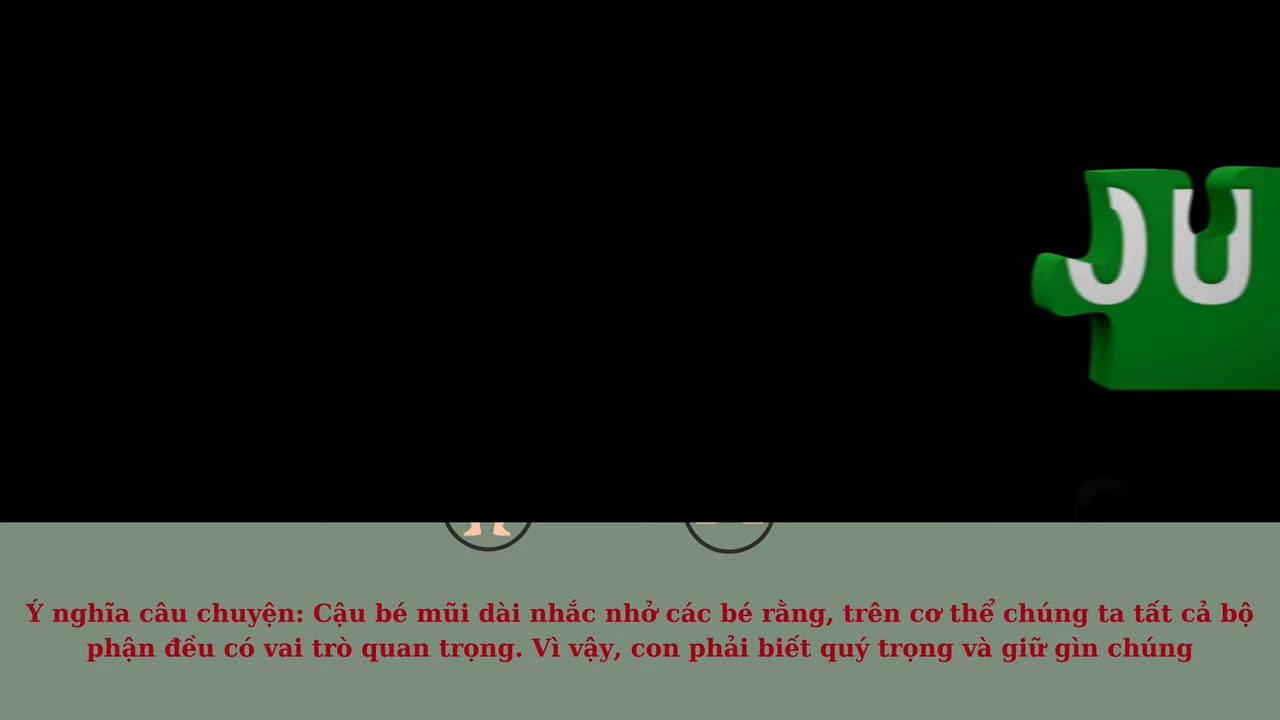 OU
Ý nghĩa câu chuyện: Cậu bé mũi dài nhắc nhở các bé rằng, trên cơ thể chúng ta tất cả bộ
phận đều có vai trò quan trọng. Vì vậy, con phải biết quý trọng và giữ gìn chúng